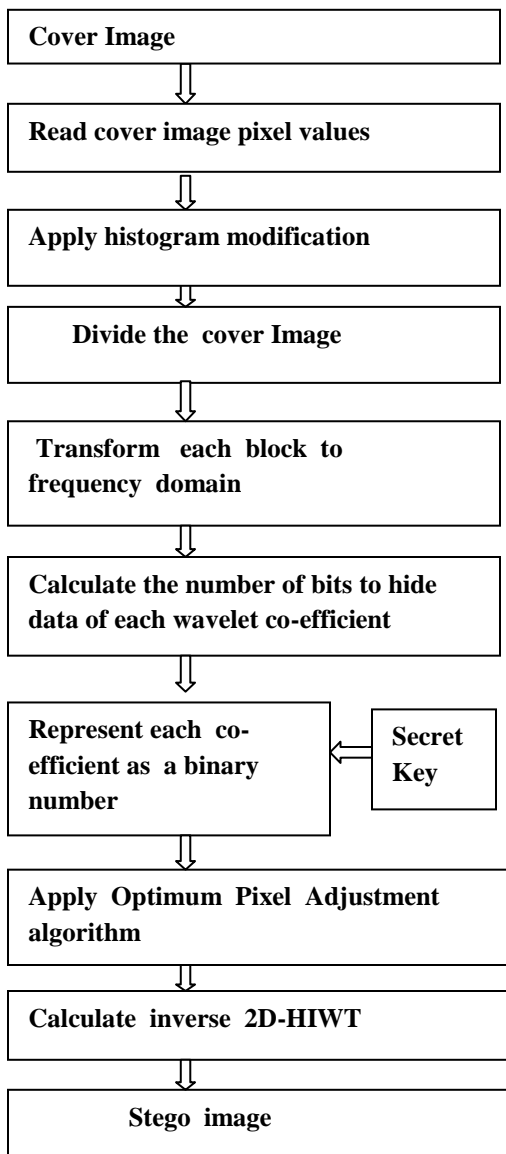 Cover Image
Read cover image pixel values
Apply histogram modification
Divide the cover Image
Transform each block to
frequency domain
Calculate the number of bits to hide
data of each wavelet co-efficient
Represent each co-
efficient as a binary
number
Secret
Key
Apply Optimum Pixel Adjustment
algorithm
Calculate inverse 2D-HIWT
Stego image